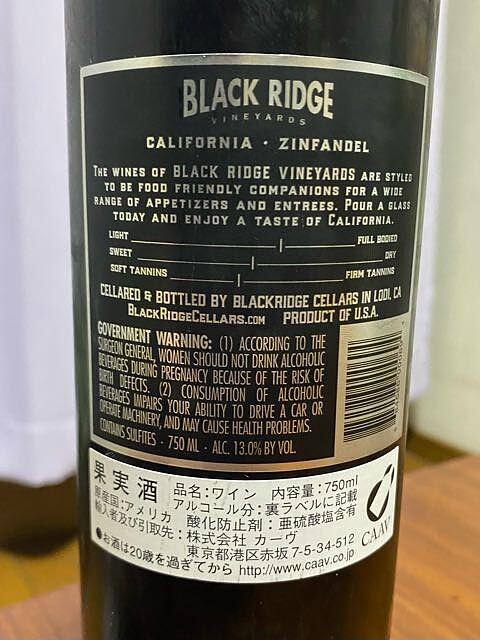 BLACK RIDGE
VINEYARDS
CALIFORNIA · ZINFANDEL
THE WINES OF BLACK RIDGE VINEYARDS ARE STYLED
TO BE FOOD FRIENDLY COMPANIONS FOR A WIDE
RANGE OF APPETIZERS AND ENTREES. POUR A GLASS
TODAY AND ENJOY A TASTE OF CALIFORNIA.
LIGHT FULL BODIED
SWEET DRY
SOFT TANNINS FIRM TANNINS
CELLARED & BOTTLED BY BLACKRIDGE CELLARS IN LODI, CA
BLACKRIDGECELLARS.COM PRODUCT OF U.S.A.
GOVERNMENT WARNING: (1) ACCORDING TO THE
SURGEON GENERAL, WOMEN SHOULD NOT DRINK ALCOHOLIC
BEVERAGES DURING PREGNANCY BECAUSE OF THE RISK OF
BIRTH DEFECTS. (2) CONSUMPTION OF ALCOHOLIC
BEVERAGES IMPAIRS YOUR ABILITY TO DRIVE A CAR OR
OPERATE MACHINERY, AND MAY CAUSE HEALTH PROBLEMS.
CONTAINS SULFITES · 750 ML · ALC. 13.0% BY VOL.
果実酒 品名:ワイン 内容量:750ml
アルコール分:裏ラベルに記載
原産国:アメリカ 酸化防止剤:亜硫酸塩含有
輸入者及び引取先:株式会社 カーヴ
東京都港区赤坂 7-5-34-512
●お酒は20歳を過ぎてから http://www.caav.co.jp
CAAV